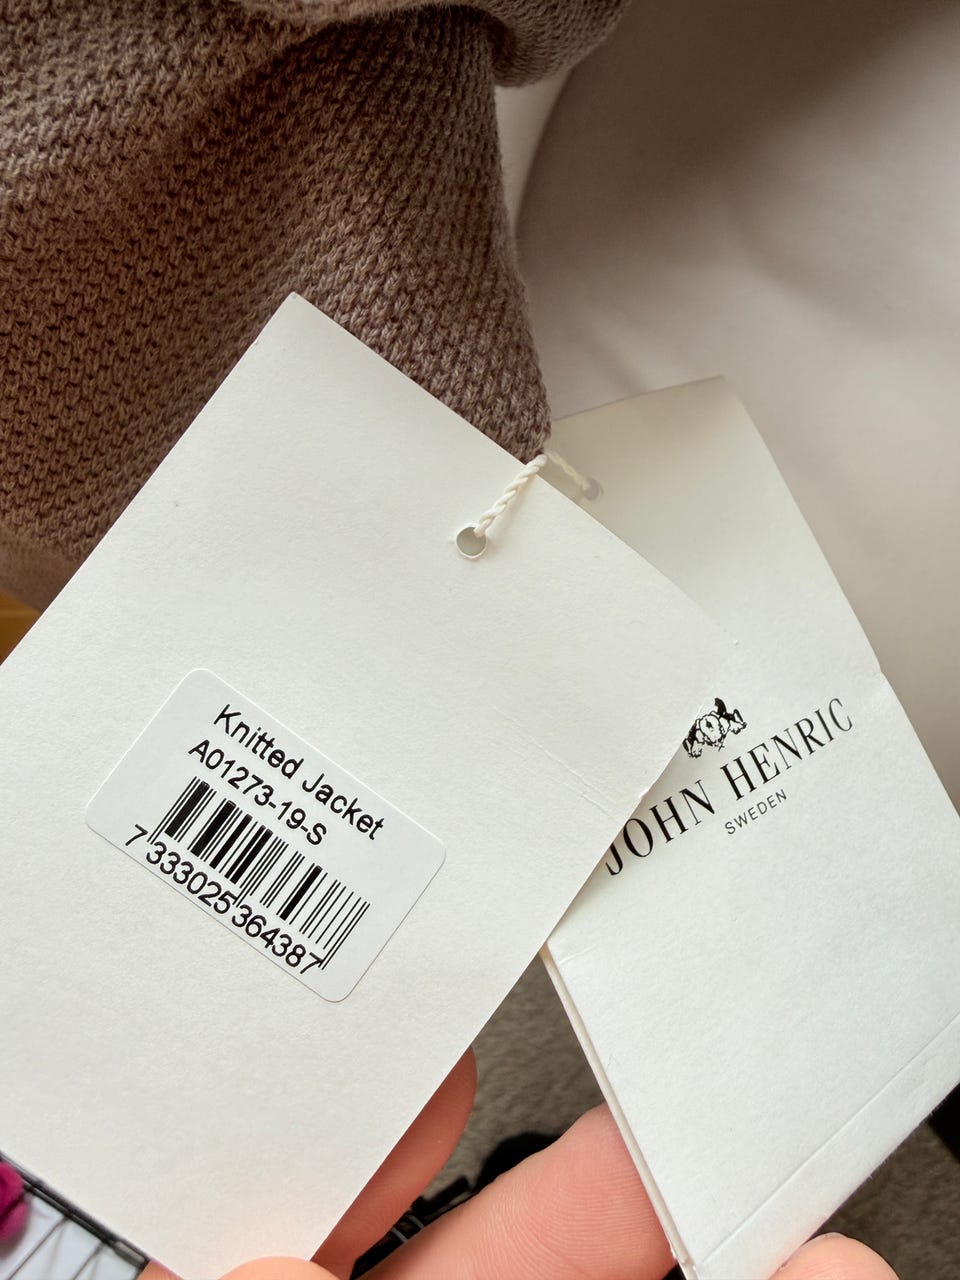 Knitted Jacket
A01273-19-S
7 333025 364387
JOHN HENRIC
SWEDEN